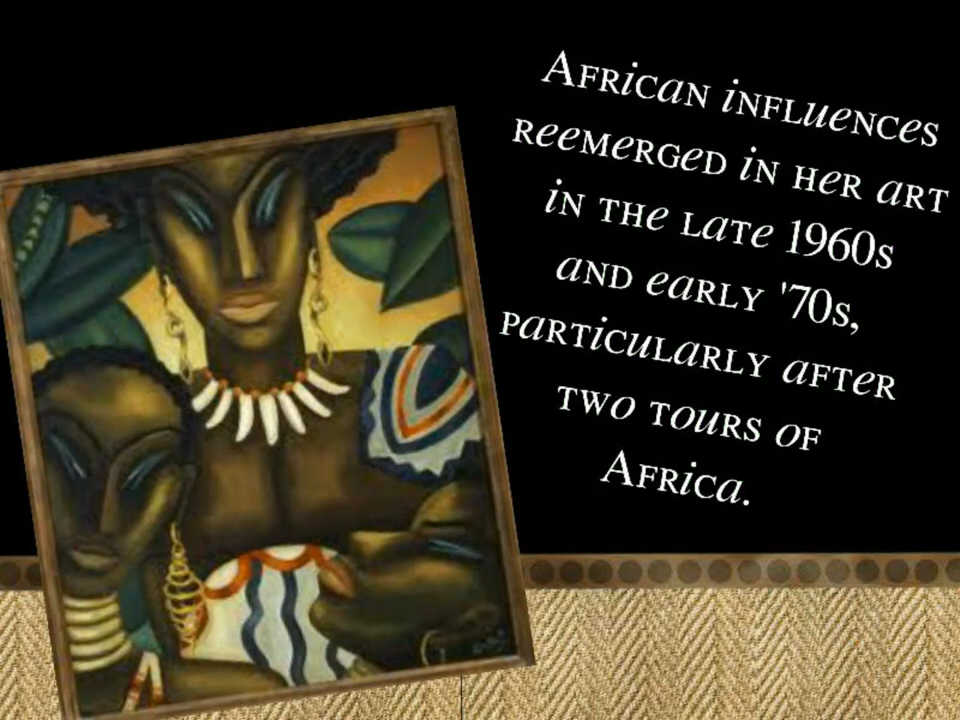 African influences
reemerged in her art
in the late 1960s
and early '70s,
particularly after
two tours of
Africa.